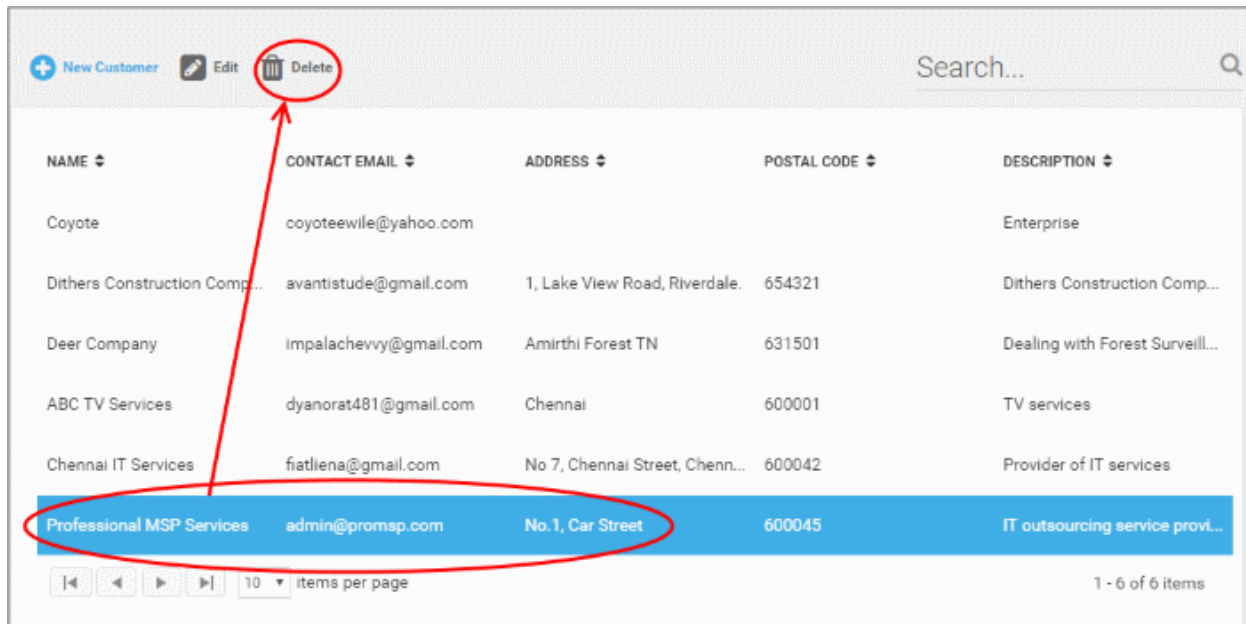 New Customer Edit Delete Search...
NAME CONTACT EMAIL ADDRESS POSTAL CODE DESCRIPTION
Coyote coyoteewile@yahoo.com Enterprise
Dithers Construction Comp... avantistude@gmail.com 1, Lake View Road, Riverdale. 654321 Dithers Construction Comp...
Deer Company impalachevvy@gmail.com Amirthi Forest TN 631501 Dealing with Forest Surveill...
ABC TV Services dyanorat481@gmail.com Chennai 600001 TV services
Chennai IT Services fiatliena@gmail.com No 7, Chennai Street, Chenn... 600042 Provider of IT services
Professional MSP Services admin@promsp.com No.1, Car Street 600045 IT outsourcing service provi...
10 items per page 1 - 6 of 6 items